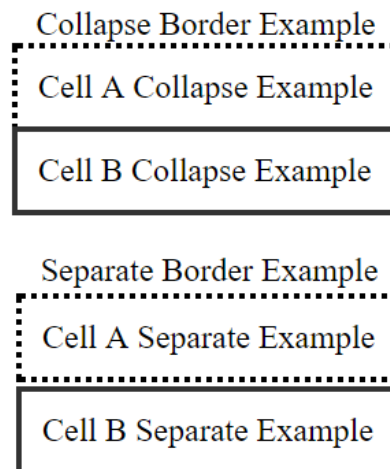 Collapse Border Example
Cell A Collapse Example
Cell B Collapse Example
Separate Border Example
Cell A Separate Example
Cell B Separate Example